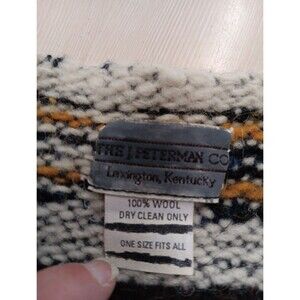 THE J. PETERMAN CO
Lexington, Kentucky
100% WOOL
DRY CLEAN ONLY
ONE SIZE FITS ALL